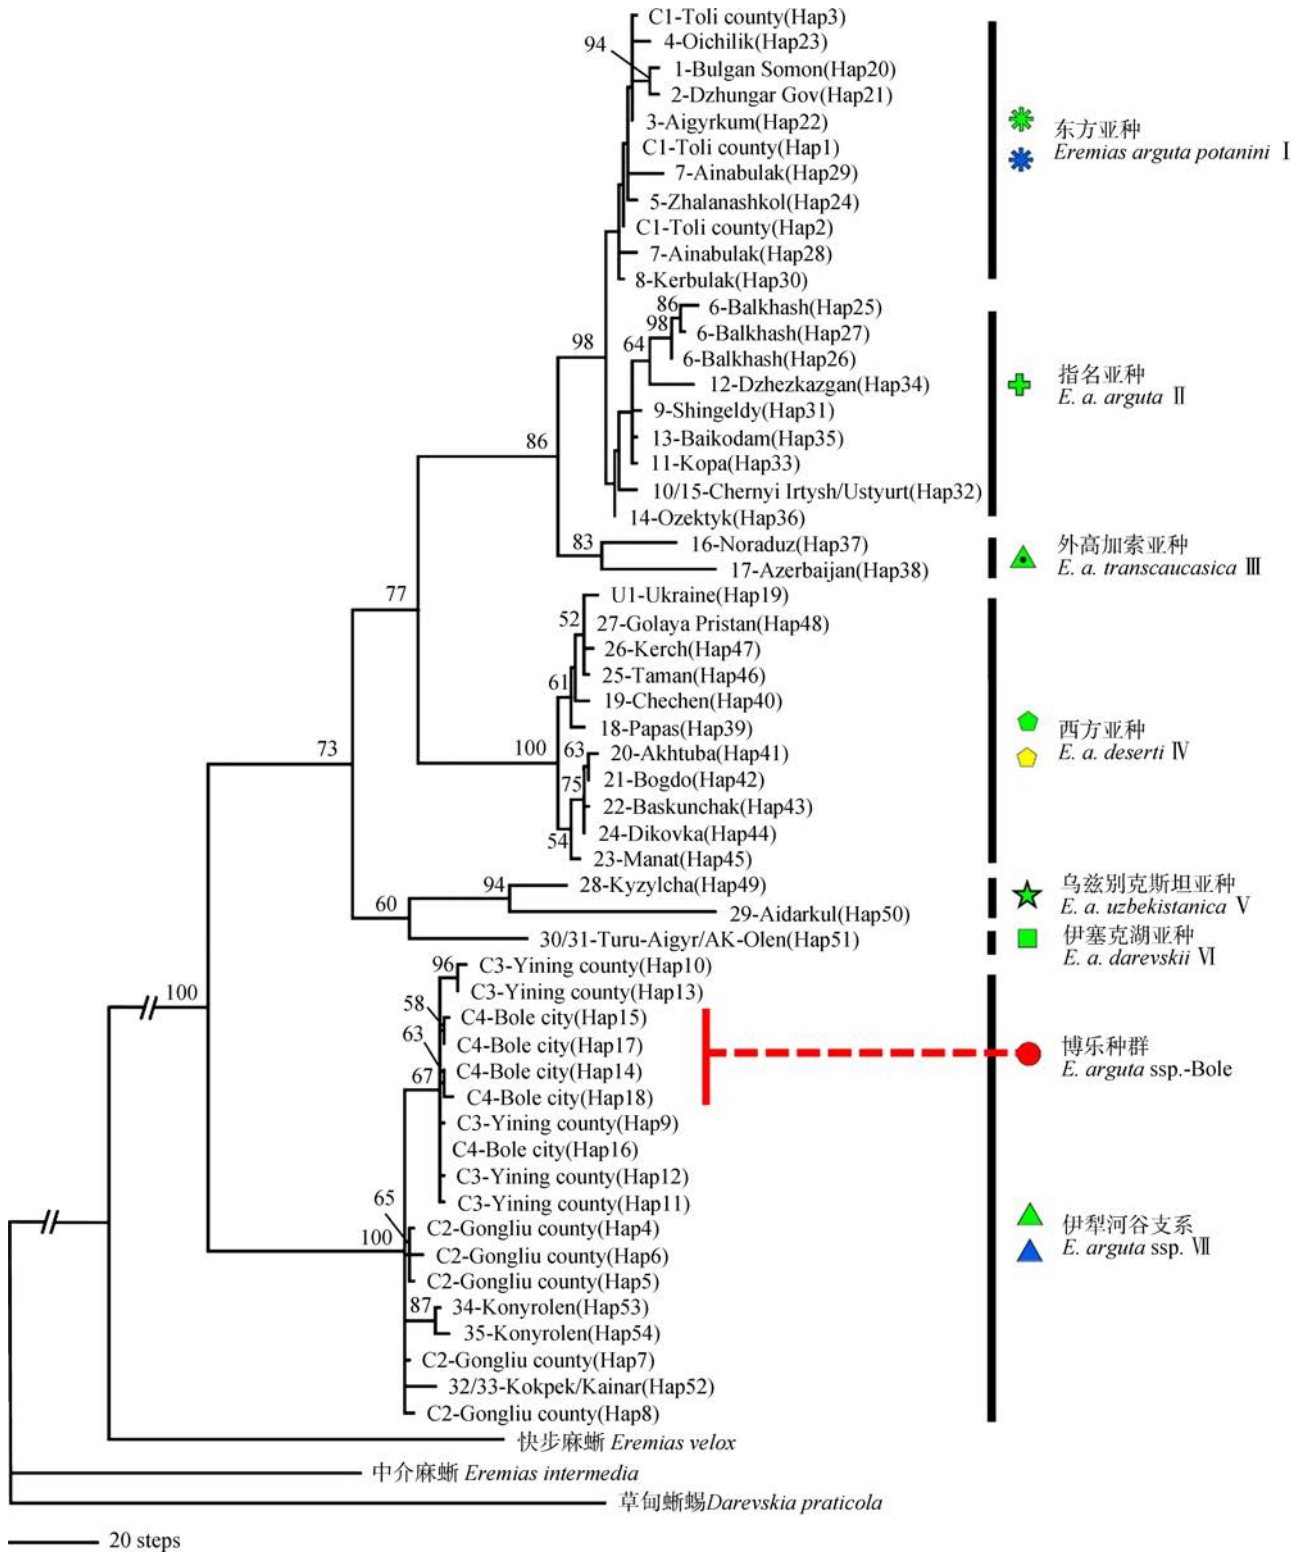 C1-Toli county(Hap3)
4-Oichilik(Hap23)
94
1-Bulgan Somon(Hap20)
2-Dzhungar Gov(Hap21)
3-Aigyrkum(Hap22)
C1-Toli county(Hap1)
7-Ainabulak(Hap29)
5-Zhalanashkol(Hap24)
C1-Toli county(Hap2)
7-Ainabulak(Hap28)
8-Kerbulak(Hap30)
东方亚种
Eremias arguta potanini Ⅰ
86
6-Balkhash(Hap25)
98
6-Balkhash(Hap27)
64
6-Balkhash(Hap26)
98
12-Dzhezkazgan(Hap34)
9-Shingeldy(Hap31)
13-Baikodam(Hap35)
11-Kopa(Hap33)
10/15-Chernyi Irtysh/Ustyurt(Hap32)
14-Ozektyk(Hap36)
指名亚种
E. a. arguta Ⅱ
86
83
16-Noraduz(Hap37)
17-Azerbaijan(Hap38)
外高加索亚种
E. a. transcaucasica Ⅲ
77
U1-Ukraine(Hap19)
52
27-Golaya Pristan(Hap48)
26-Kerch(Hap47)
25-Taman(Hap46)
61
19-Chechen(Hap40)
18-Papas(Hap39)
100
63
20-Akhtuba(Hap41)
21-Bogdo(Hap42)
75
22-Baskunchak(Hap43)
24-Dikovka(Hap44)
54
23-Manat(Hap45)
西方亚种
E. a. deserti Ⅳ
73
94
28-Kyzylcha(Hap49)
60
29-Aidarkul(Hap50)
乌兹别克斯坦亚种
E. a. uzbekistanica Ⅴ
30/31-Turu-Aigyr/AK-Olen(Hap51)
伊塞克湖亚种
E. a. darevskii Ⅵ
100
96
C3-Yining county(Hap10)
C3-Yining county(Hap13)
58
C4-Bole city(Hap15)
63
C4-Bole city(Hap17)
67
C4-Bole city(Hap14)
C4-Bole city(Hap18)
博乐种群
E. arguta ssp.-Bole
C3-Yining county(Hap9)
C4-Bole city(Hap16)
C3-Yining county(Hap12)
C3-Yining county(Hap11)
65
C2-Gongliu county(Hap4)
100
C2-Gongliu county(Hap6)
C2-Gongliu county(Hap5)
87
34-Konyrolen(Hap53)
35-Konyrolen(Hap54)
C2-Gongliu county(Hap7)
32/33-Kokpek/Kainar(Hap52)
C2-Gongliu county(Hap8)
伊犁河谷支系
E. arguta ssp. Ⅶ
快步麻蜥 Eremias velox
中介麻蜥 Eremias intermedia
草甸蜥蜴Darevskia praticola
20 steps